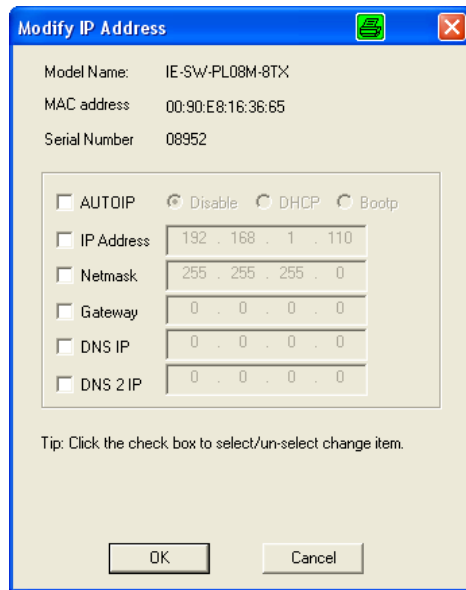 Modify IP Address
Model Name: IE-SW-PL08M-8TX
MAC address 00:90:E8:16:36:65
Serial Number 08952
AUTOIP Disable DHCP Bootp
IP Address 192 . 168 . 1 . 110
Netmask 255 . 255 . 255 . 0
Gateway 0 . 0 . 0 . 0
DNS IP 0 . 0 . 0 . 0
DNS 2 IP 0 . 0 . 0 . 0
Tip: Click the check box to select/un-select change item.
OK Cancel